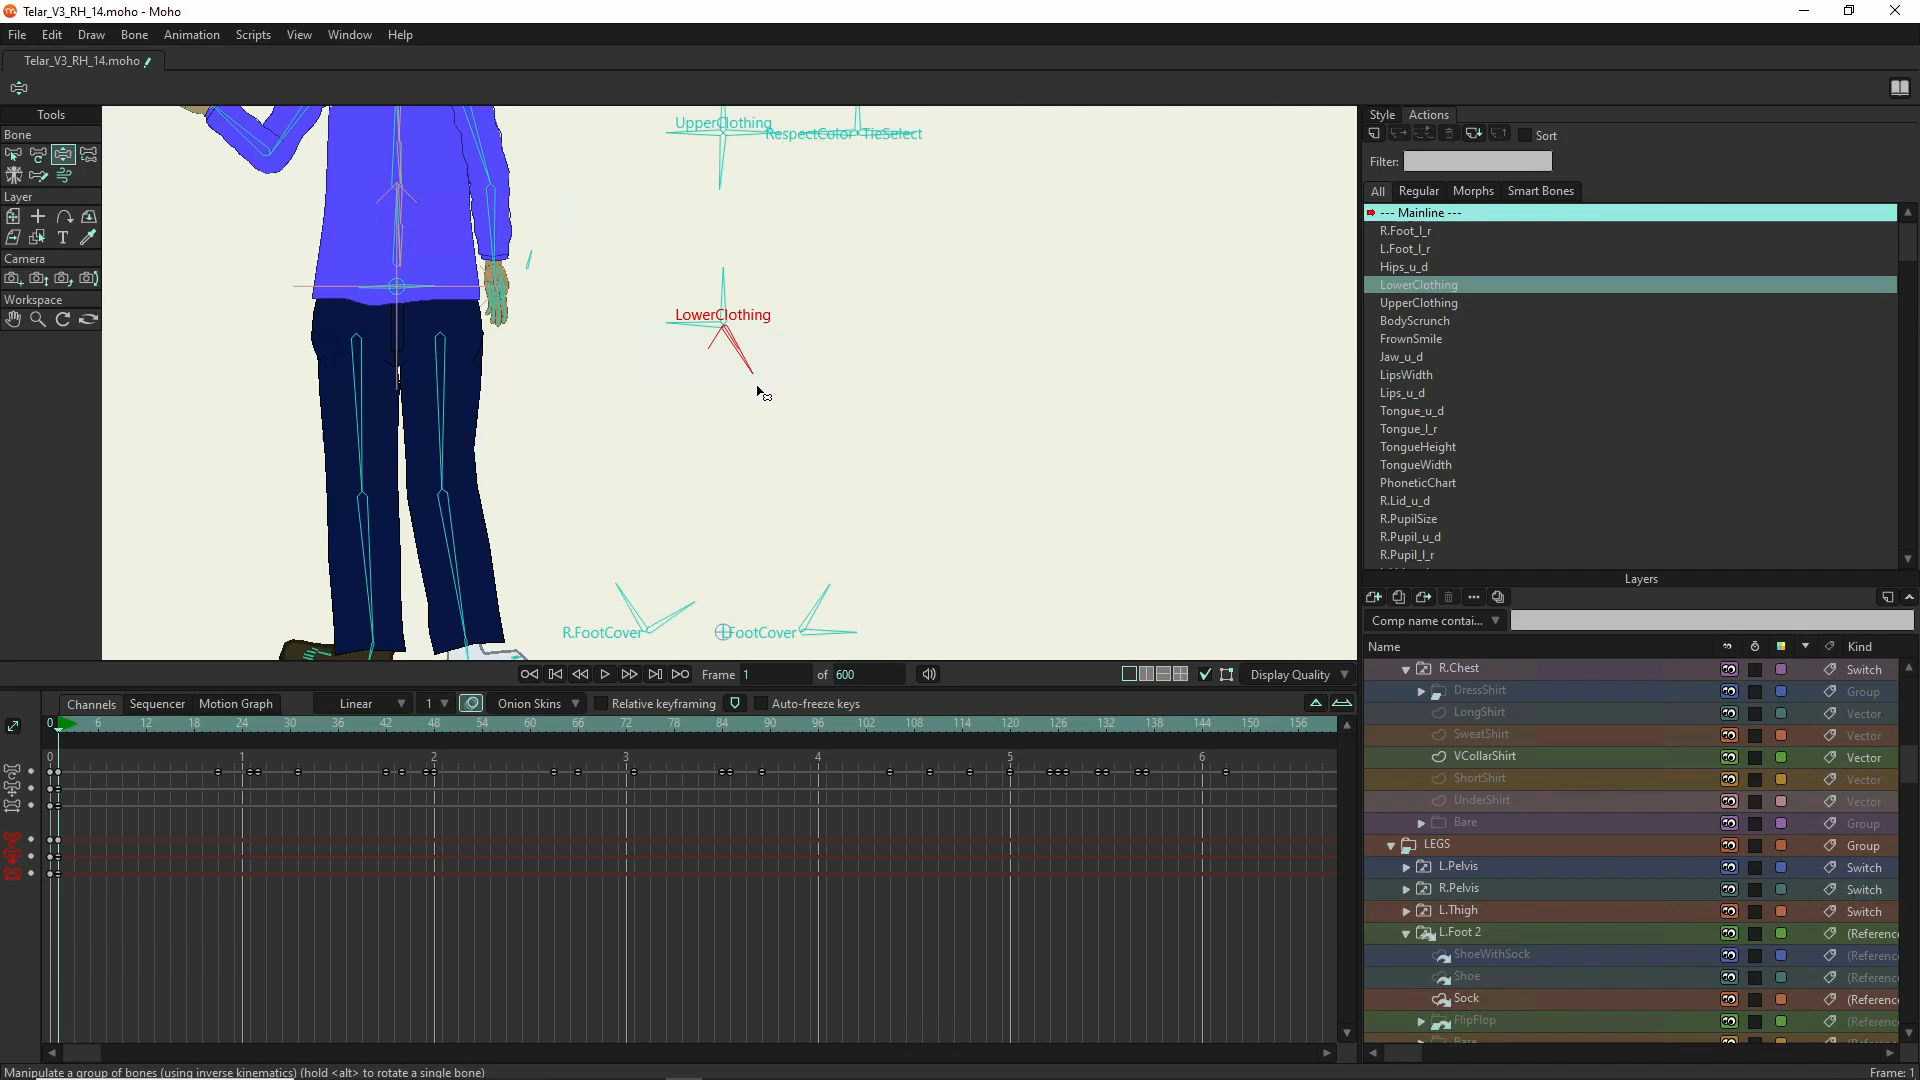 Telar_V3_RH_14.moho - Moho
File Edit Draw Bone Animation Scripts View Window Help
Telar_V3_RH_14.moho
Tools
Bone
Layer
Camera
Workspace
UpperClothing
RespectColor
TieSelect
LowerClothing
R.FootCover
FootCover
Style Actions
Sort
Filter:
All Regular Morphs Smart Bones
--- Mainline ---
R.Foot_l_r
L.Foot_l_r
Hips_u_d
LowerClothing
UpperClothing
BodyScrunch
FrownSmile
Jaw_u_d
LipsWidth
Lips_u_d
Tongue_u_d
Tongue_l_r
TongueHeight
TongueWidth
PhoneticChart
R.Lid_u_d
R.PupilSize
R.Pupil_u_d
R.Pupil_l_r
Layers
Comp name contai...
Name Kind
R.Chest Switch
DressShirt Group
LongShirt Vector
SweatShirt Vector
VCollarShirt Vector
ShortShirt Vector
UnderShirt Vector
Bare Group
LEGS Group
L.Pelvis Switch
R.Pelvis Switch
L.Thigh Switch
L.Foot 2 (Referenc
ShoeWithSock (Referenc
Shoe (Referenc
Sock (Referenc
FlipFlop (Referenc
Frame 1 of 600
Display Quality
Channels Sequencer Motion Graph Linear 1 Onion Skins Relative keyframing Auto-freeze keys
0 6 12 18 24 30 36 42 48 54 60 66 72 78 84 90 96 102 108 114 120 126 132 138 144 150 156
0 1 2 3 4 5 6
Manipulate a group of bones (using inverse kinematics) (hold <alt> to rotate a single bone)
Frame: 1